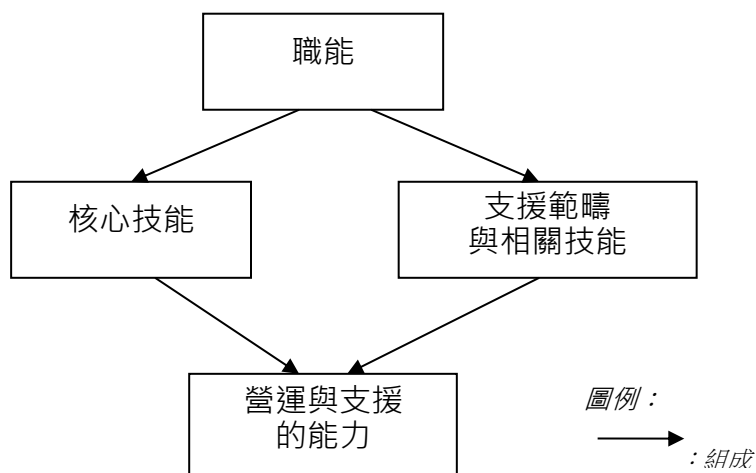 職能
核心技能
支援範疇
與相關技能
營運與支援
的能力
圖例：
：組成